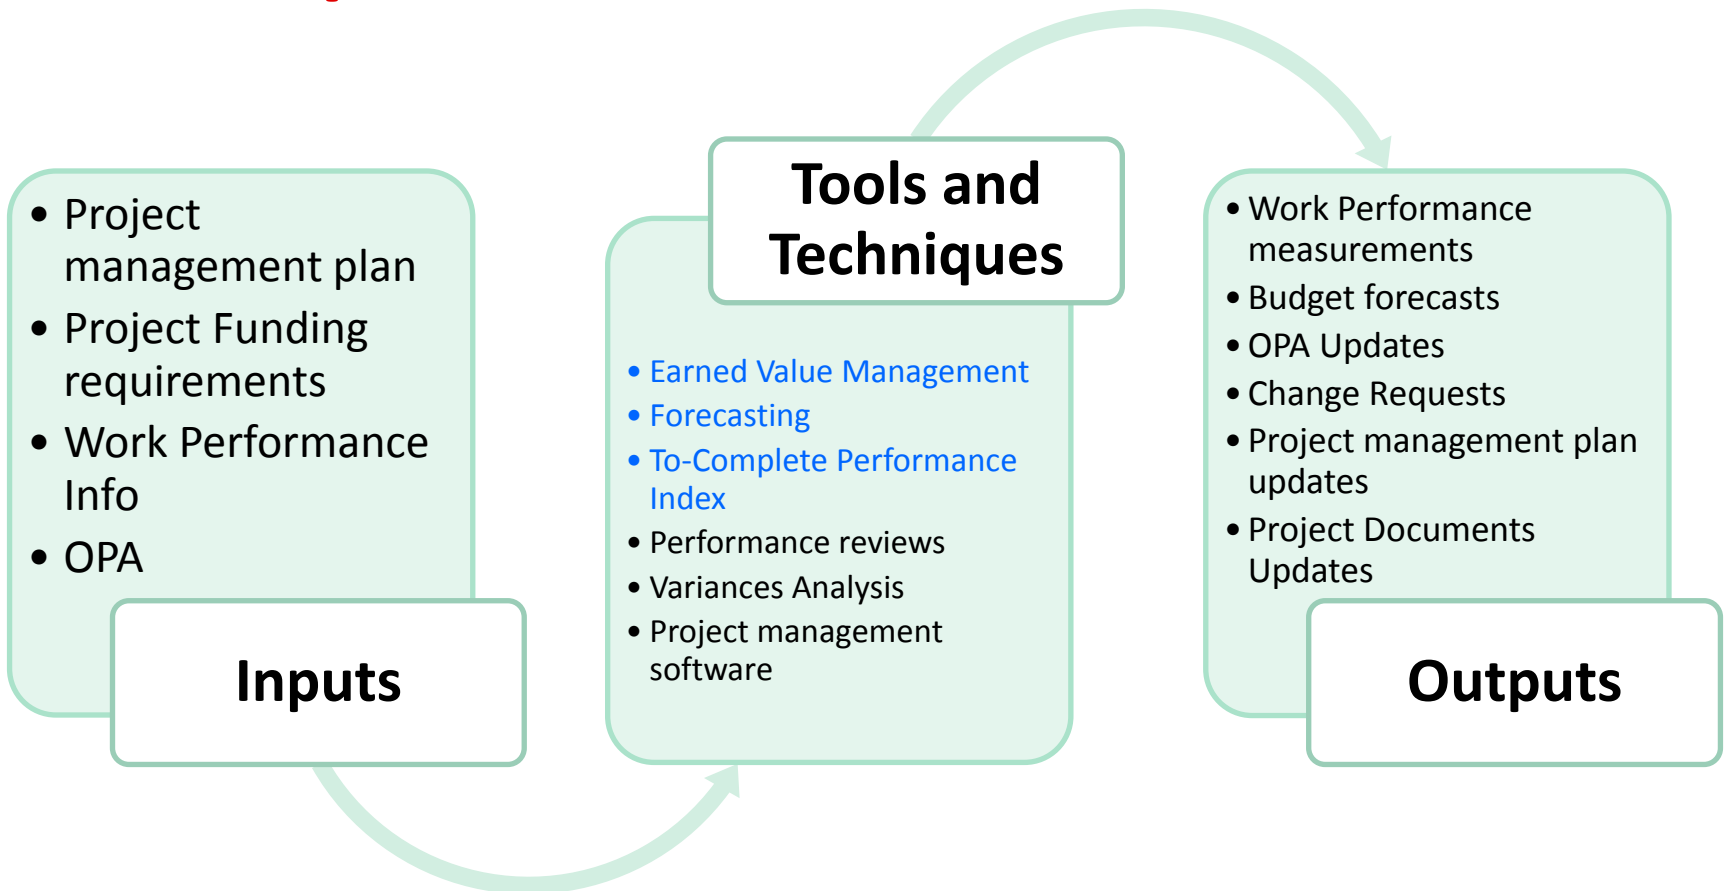 • Project
management plan
• Project Funding
requirements
• Work Performance
Info
• OPA
Inputs
Tools and
Techniques
• Earned Value Management
• Forecasting
• To-Complete Performance
Index
• Performance reviews
• Variances Analysis
• Project management
software
• Work Performance
measurements
• Budget forecasts
• OPA Updates
• Change Requests
• Project management plan
updates
• Project Documents
Updates
Outputs